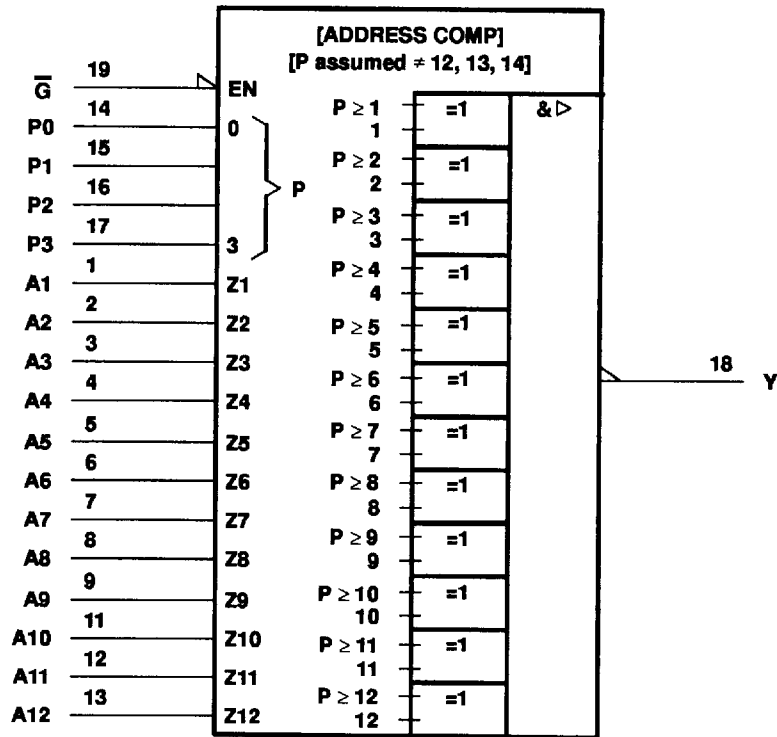 [ADDRESS COMP]
[P assumed ≠ 12, 13, 14]
G̅ 19 EN
P0 14 0
P1 15
P2 16
P3 17 3
P
A1 1 Z1
A2 2 Z2
A3 3 Z3
A4 4 Z4
A5 5 Z5
A6 6 Z6
A7 7 Z7
A8 8 Z8
A9 9 Z9
A10 11 Z10
A11 12 Z11
A12 13 Z12
P ≥ 1 =1
1
P ≥ 2 =1
2
P ≥ 3 =1
3
P ≥ 4 =1
4
P ≥ 5 =1
5
P ≥ 6 =1
6
P ≥ 7 =1
7
P ≥ 8 =1
8
P ≥ 9 =1
9
P ≥ 10 =1
10
P ≥ 11 =1
11
P ≥ 12 =1
12
& ▷
18 Y